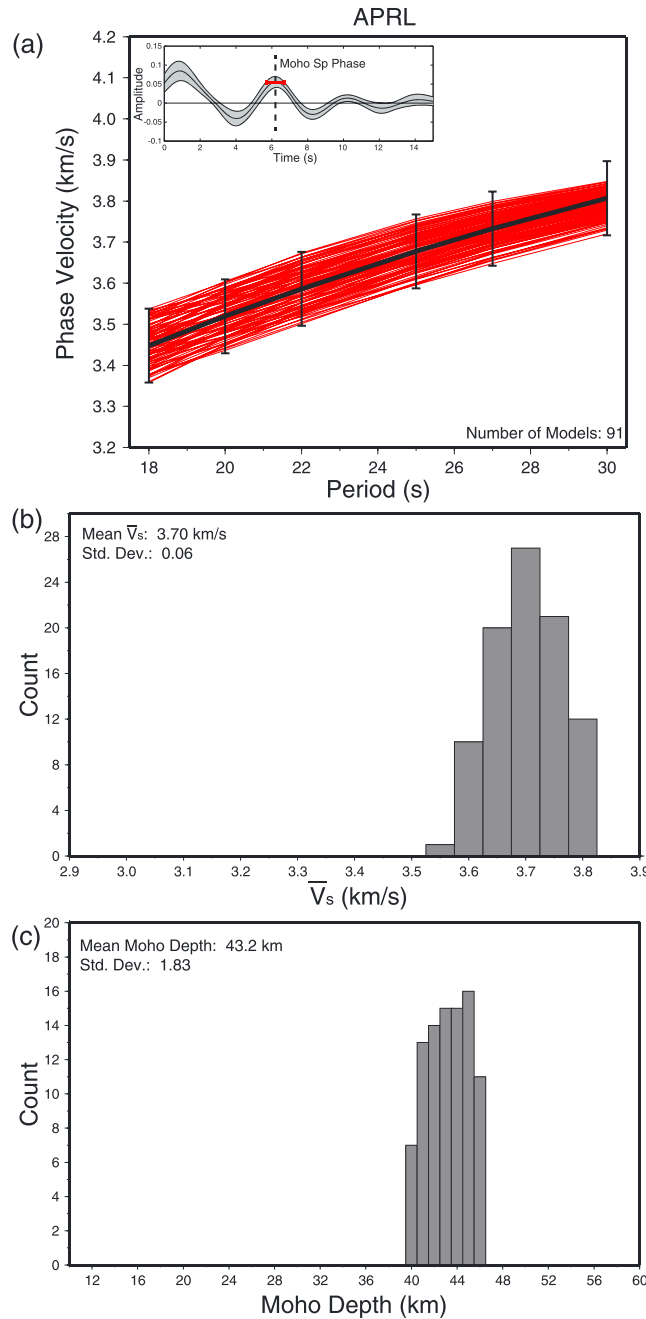 APRL
(a)
4.2
4.1
4.0
3.9
3.8
3.7
3.6
3.5
3.4
3.3
3.2
Phase Velocity (km/s)
0.15
0.1
0.05
0
-0.05
-0.1
Amplitude
Moho Sp Phase
0 2 4 6 8 10 12 14
Time (s)
Number of Models: 91
18 20 22 24 26 28 30
Period (s)
(b)
Mean V̅s: 3.70 km/s
Std. Dev.: 0.06
28
24
20
16
12
8
4
0
Count
2.9 3.0 3.1 3.2 3.3 3.4 3.5 3.6 3.7 3.8 3.9
V̅s (km/s)
(c)
Mean Moho Depth: 43.2 km
Std. Dev.: 1.83
20
18
16
14
12
10
8
6
4
2
0
Count
12 16 20 24 28 32 36 40 44 48 52 56 60
Moho Depth (km)